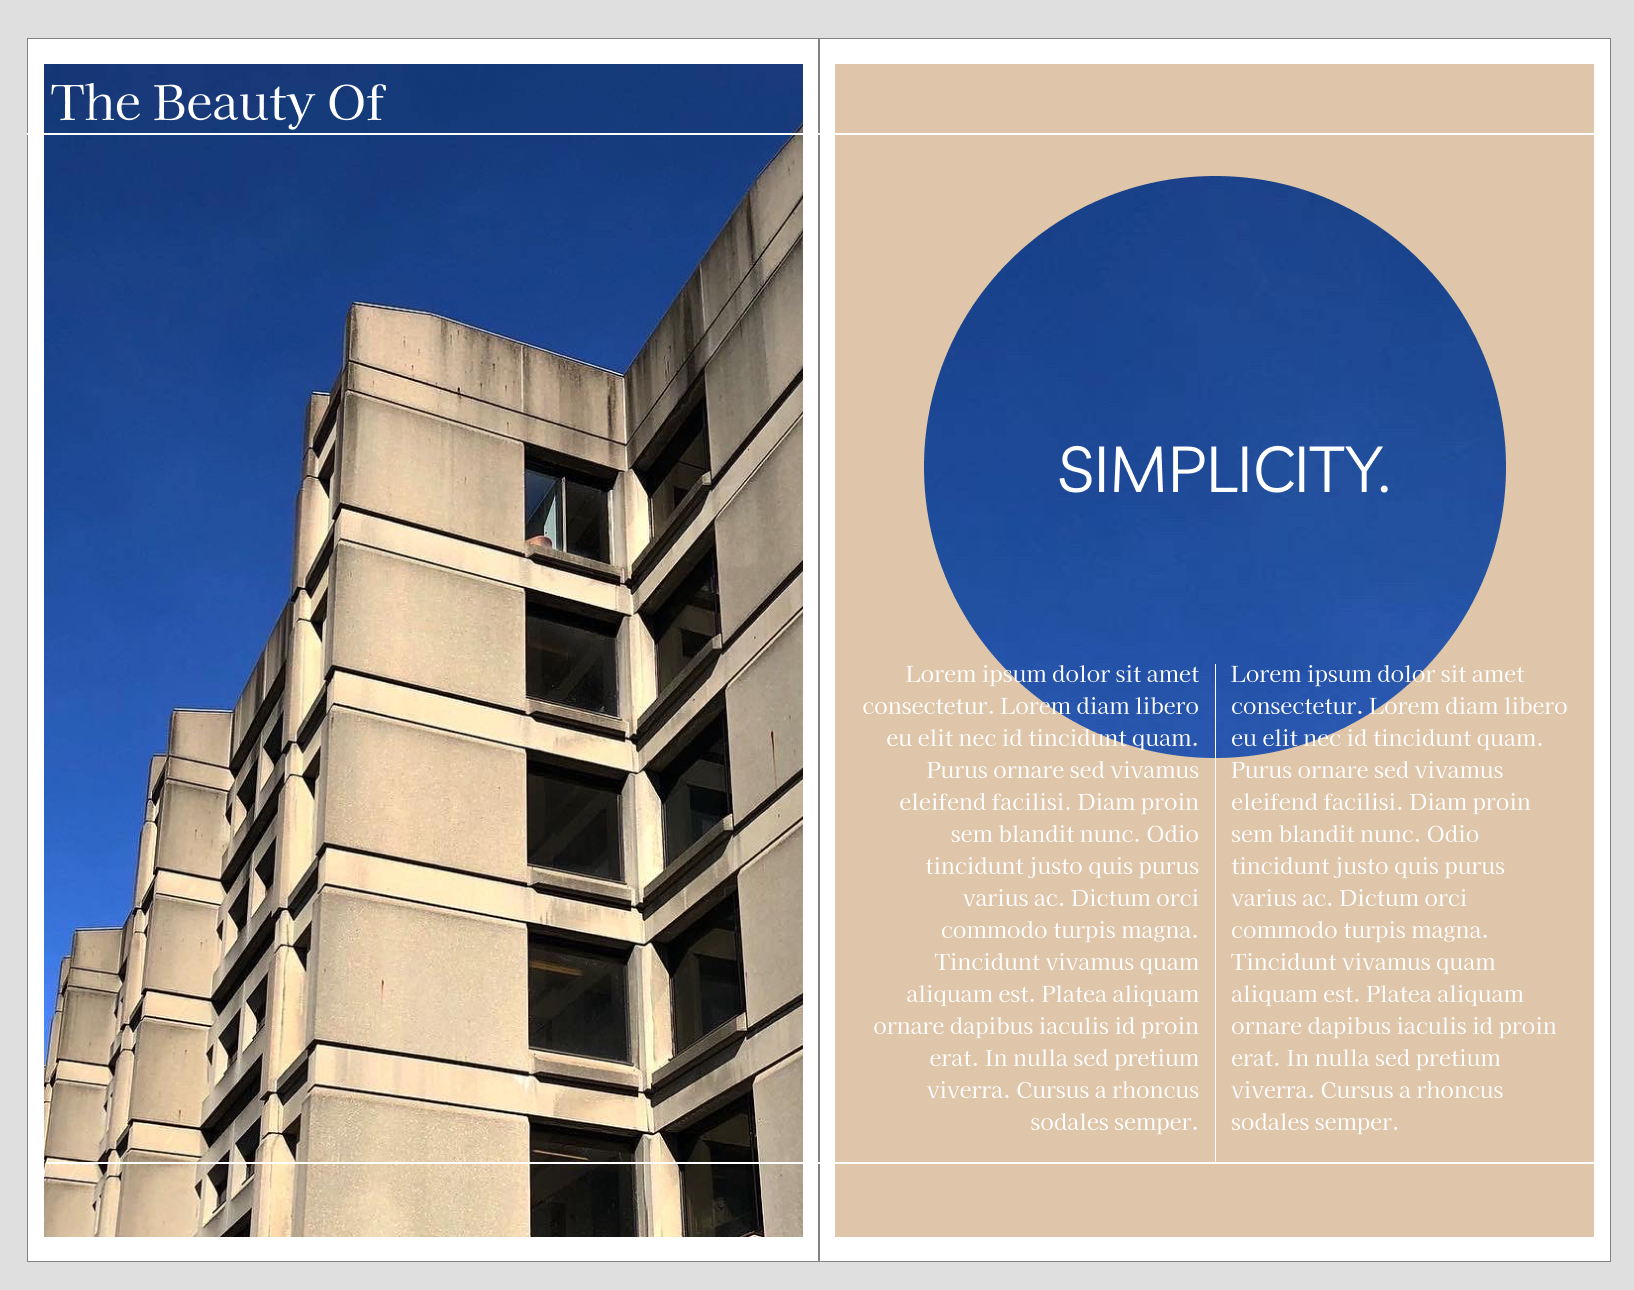 The Beauty Of
SIMPLICITY.
Lorem ipsum dolor sit amet
consectetur. Lorem diam libero
eu elit nec id tincidunt quam.
Purus ornare sed vivamus
eleifend facilisi. Diam proin
sem blandit nunc. Odio
tincidunt justo quis purus
varius ac. Dictum orci
commodo turpis magna.
Tincidunt vivamus quam
aliquam est. Platea aliquam
ornare dapibus iaculis id proin
erat. In nulla sed pretium
viverra. Cursus a rhoncus
sodales semper.
Lorem ipsum dolor sit amet
consectetur. Lorem diam libero
eu elit nec id tincidunt quam.
Purus ornare sed vivamus
eleifend facilisi. Diam proin
sem blandit nunc. Odio
tincidunt justo quis purus
varius ac. Dictum orci
commodo turpis magna.
Tincidunt vivamus quam
aliquam est. Platea aliquam
ornare dapibus iaculis id proin
erat. In nulla sed pretium
viverra. Cursus a rhoncus
sodales semper.